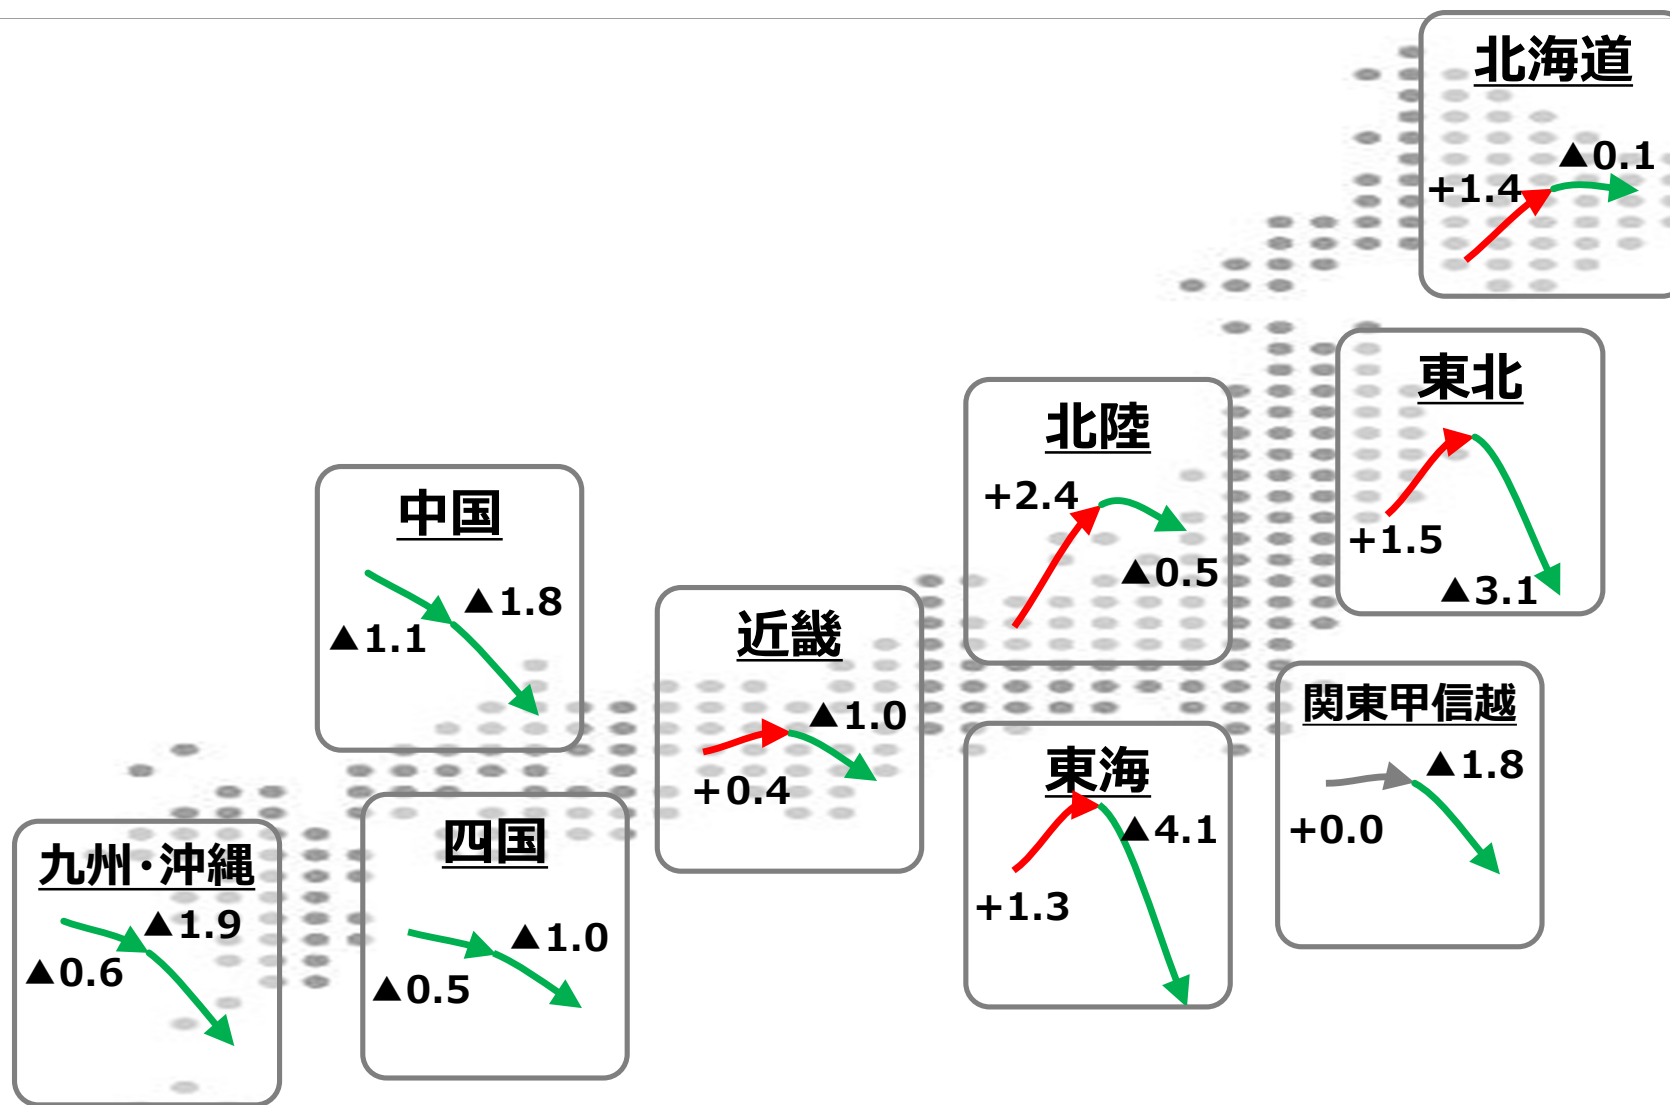 北海道
▲0.1
+1.4
東北
+1.5
▲3.1
北陸
+2.4
▲0.5
中国
▲1.8
▲1.1
近畿
▲1.0
+0.4
関東甲信越
▲1.8
+0.0
東海
▲4.1
+1.3
四国
▲1.0
▲0.5
九州・沖縄
▲1.9
▲0.6